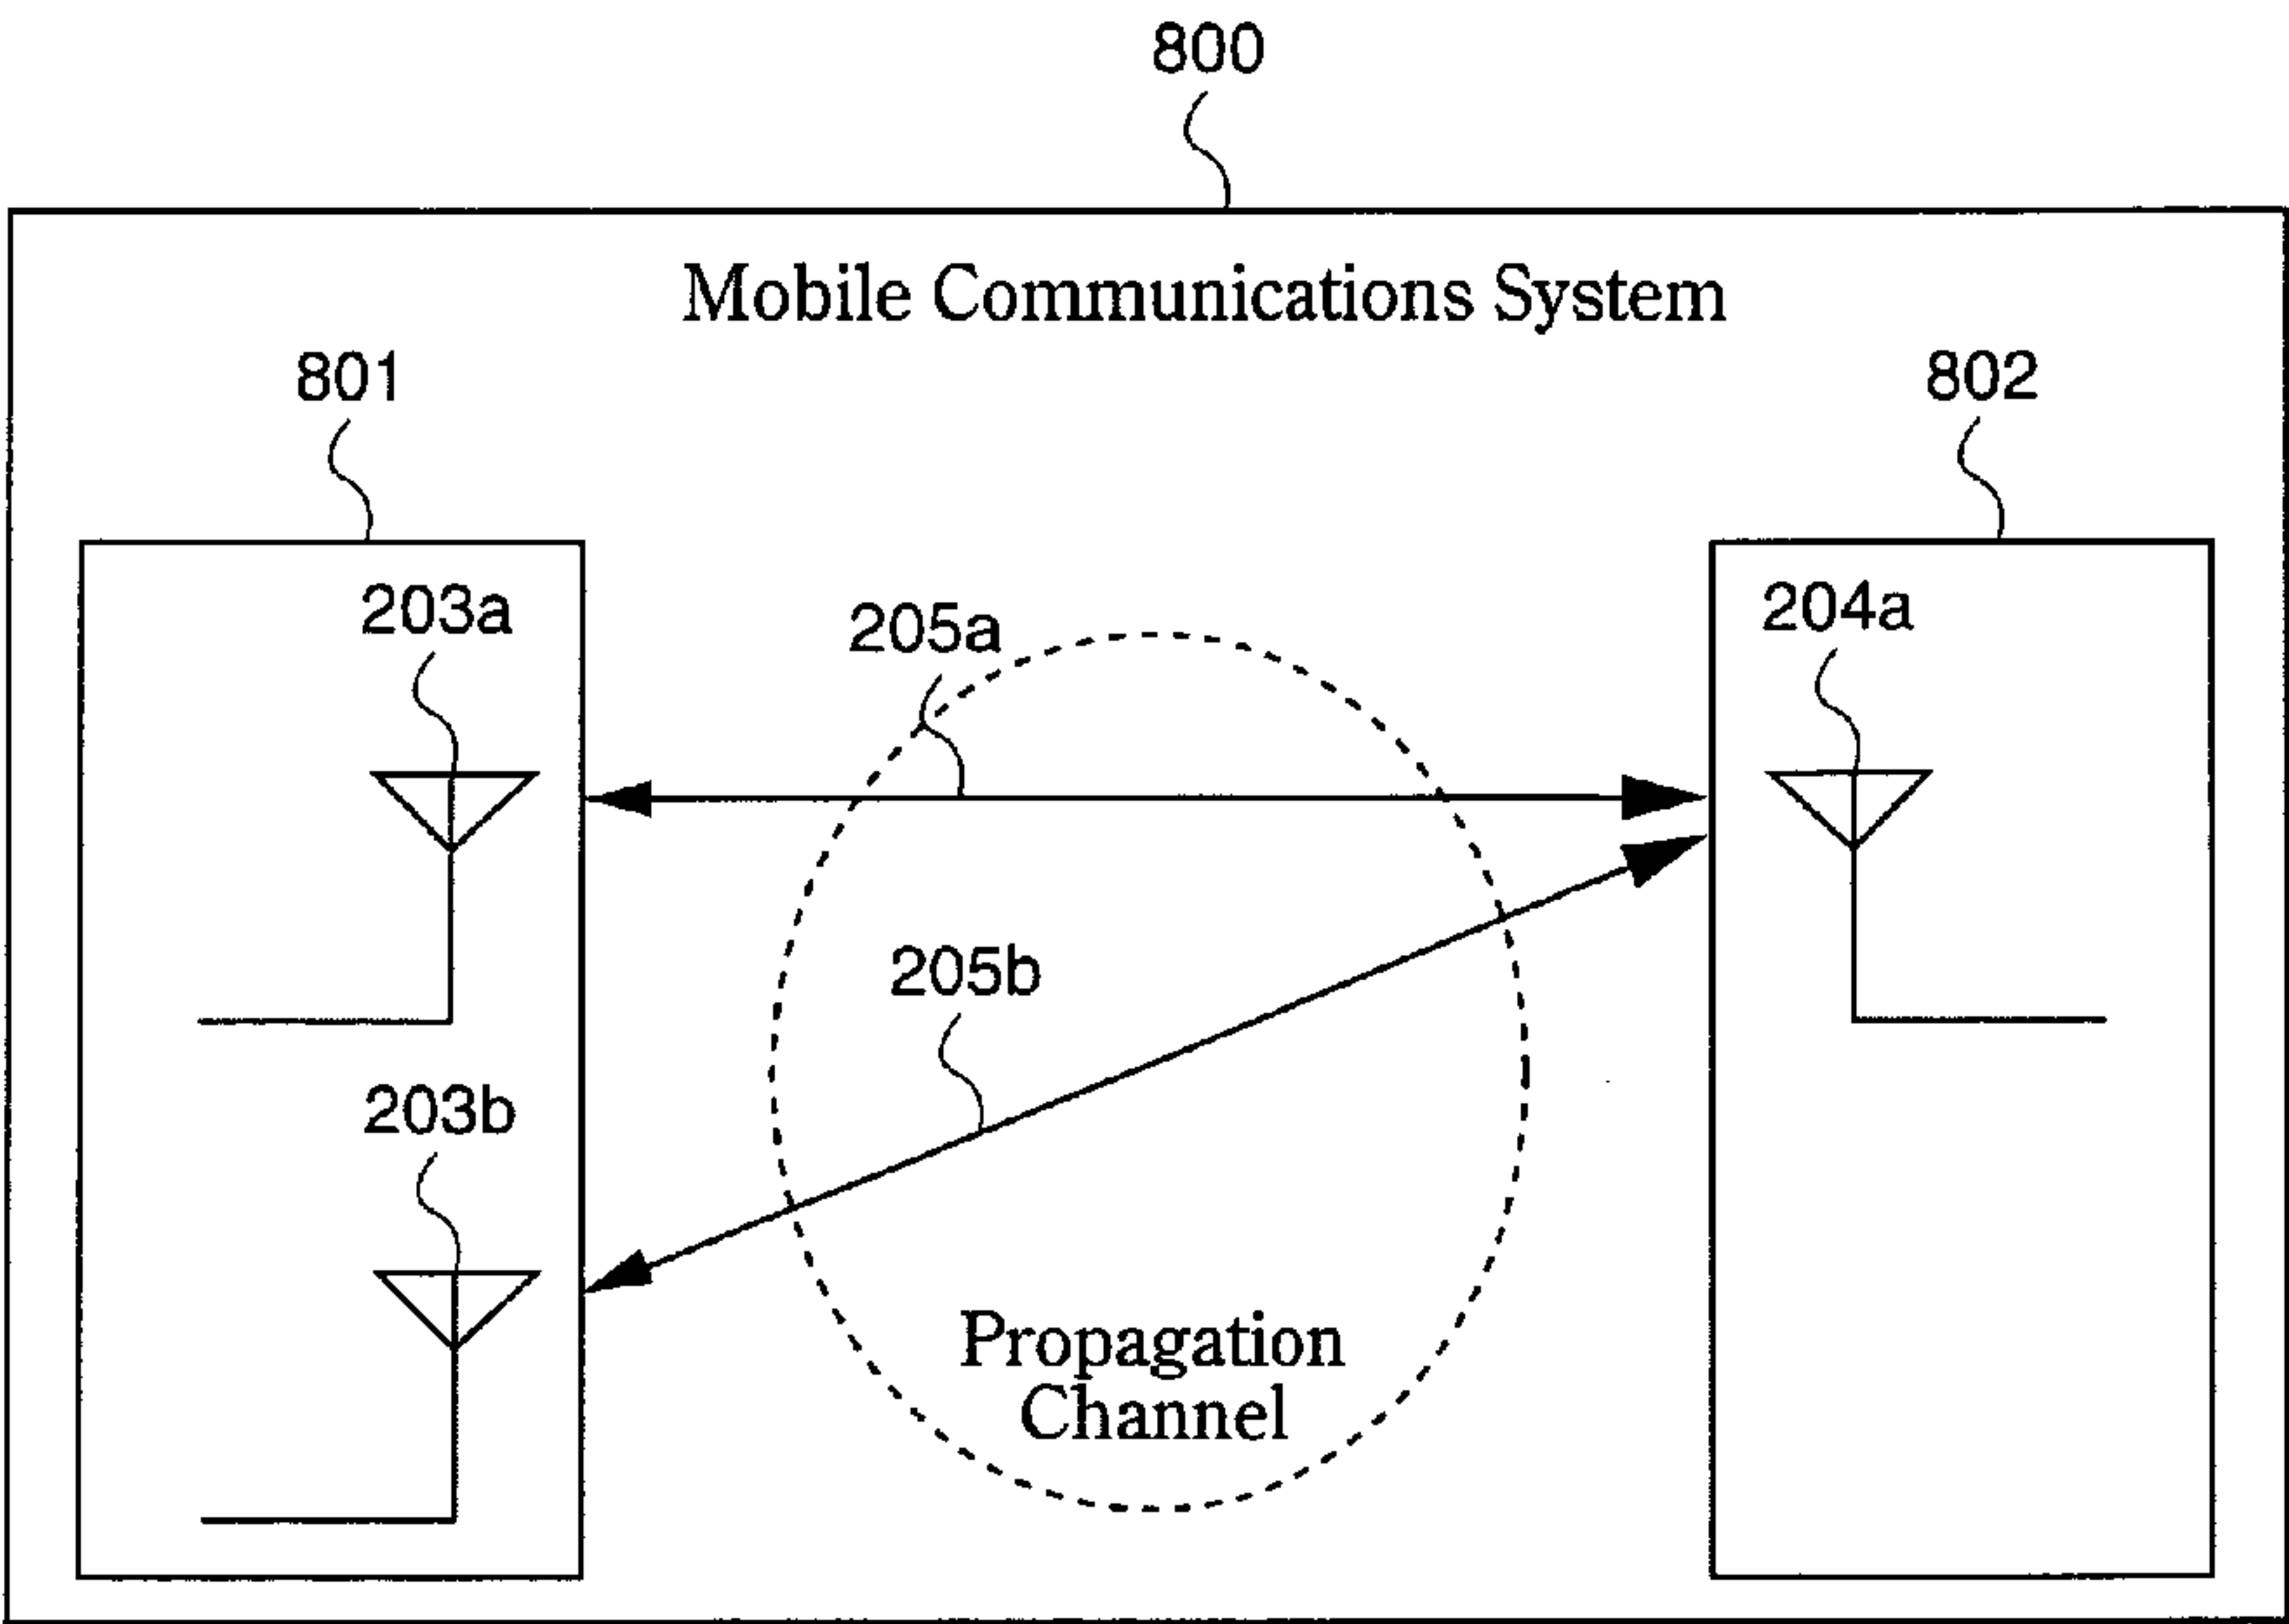 800
Mobile Communications System
801
802
203a
205a
204a
205b
203b
Propagation
Channel